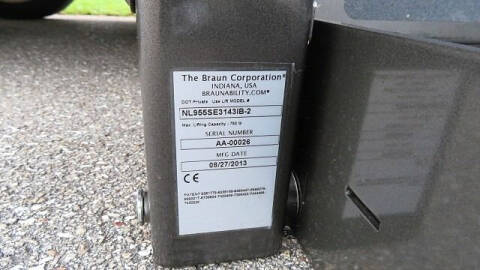 The Braun Corporation®
INDIANA, USA
BRAUNABILITY.COM®
DOT Private Use Lift MODEL #
NL955SE3143IB-2
Max. Lifting Capacity : 750 lb
SERIAL NUMBER
AA-00026
MFG DATE
09/27/2013
CE
PATENT